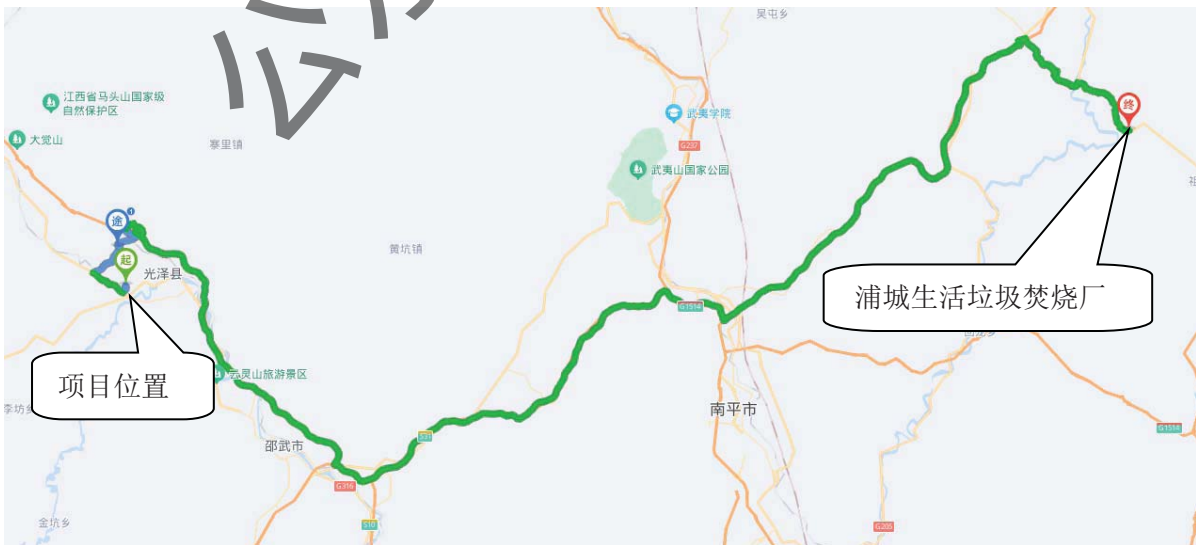 吴屯乡
江西省马头山国家级
自然保护区
大觉山
寨里镇
武夷学院
G237
武夷山国家公园
终
途
起
光泽县
黄坑镇
G1514
浦城生活垃圾焚烧厂
项目位置
云灵山旅游景区
南平市
邵武市
S31
G1514
G316
S10
G205
金坑乡